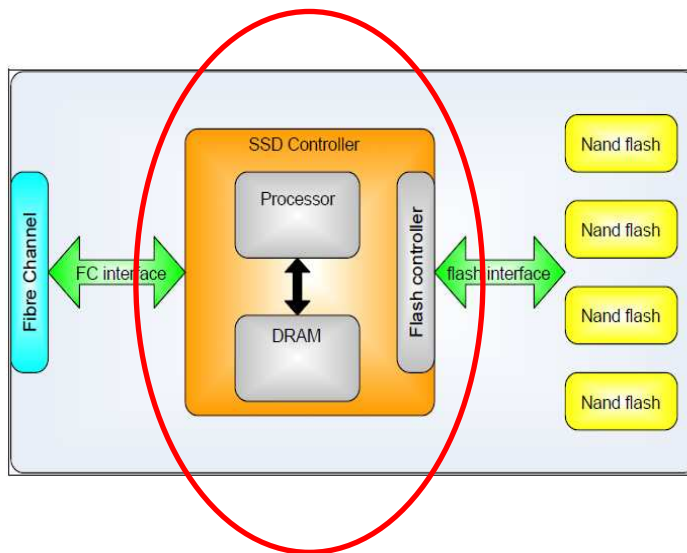 SSD Controller
Processor
DRAM
Flash controller
Fibre Channel
FC interface
flash interface
Nand flash
Nand flash
Nand flash
Nand flash